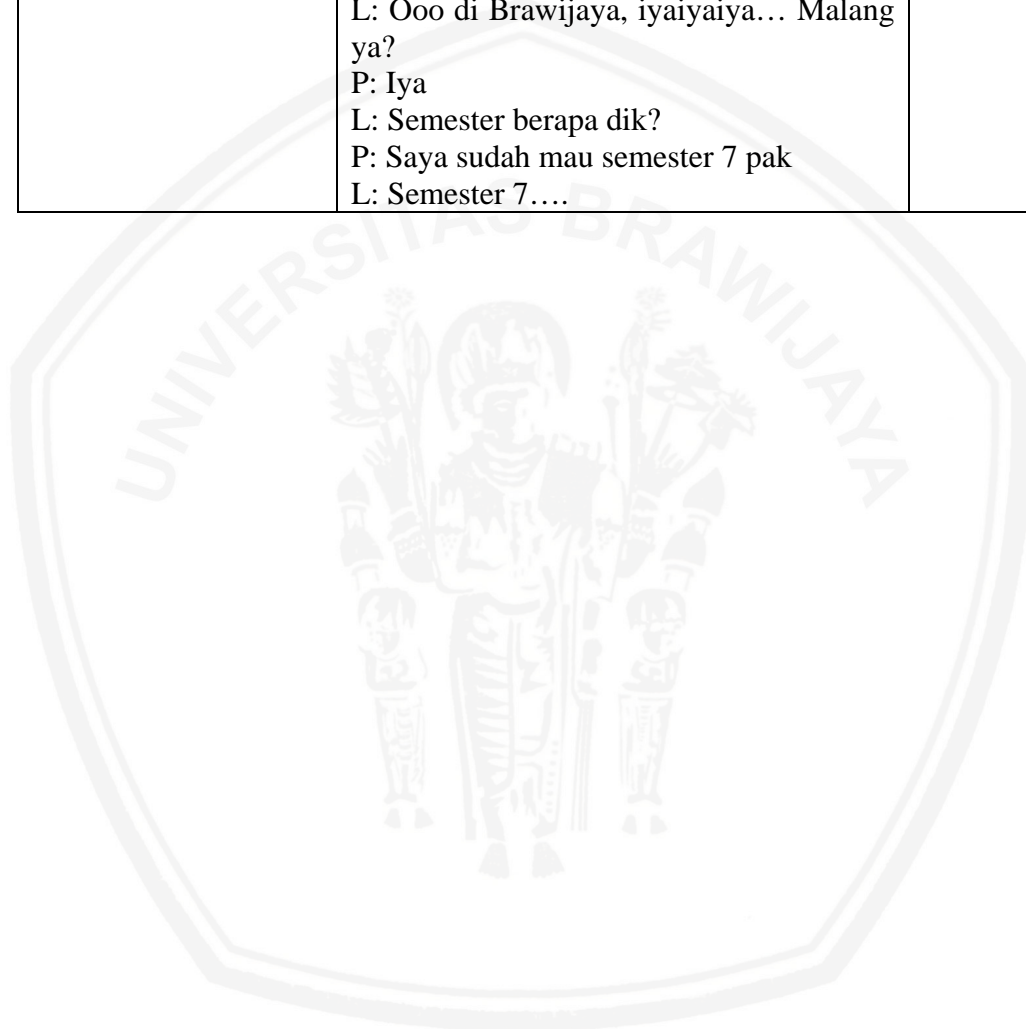 L: Ooo di Brawijaya, iyaiyaiya… Malang
ya?
P: Iya
L: Semester berapa dik?
P: Saya sudah mau semester 7 pak
L: Semester 7….
UNIVERSITAS BRAWIJAYA